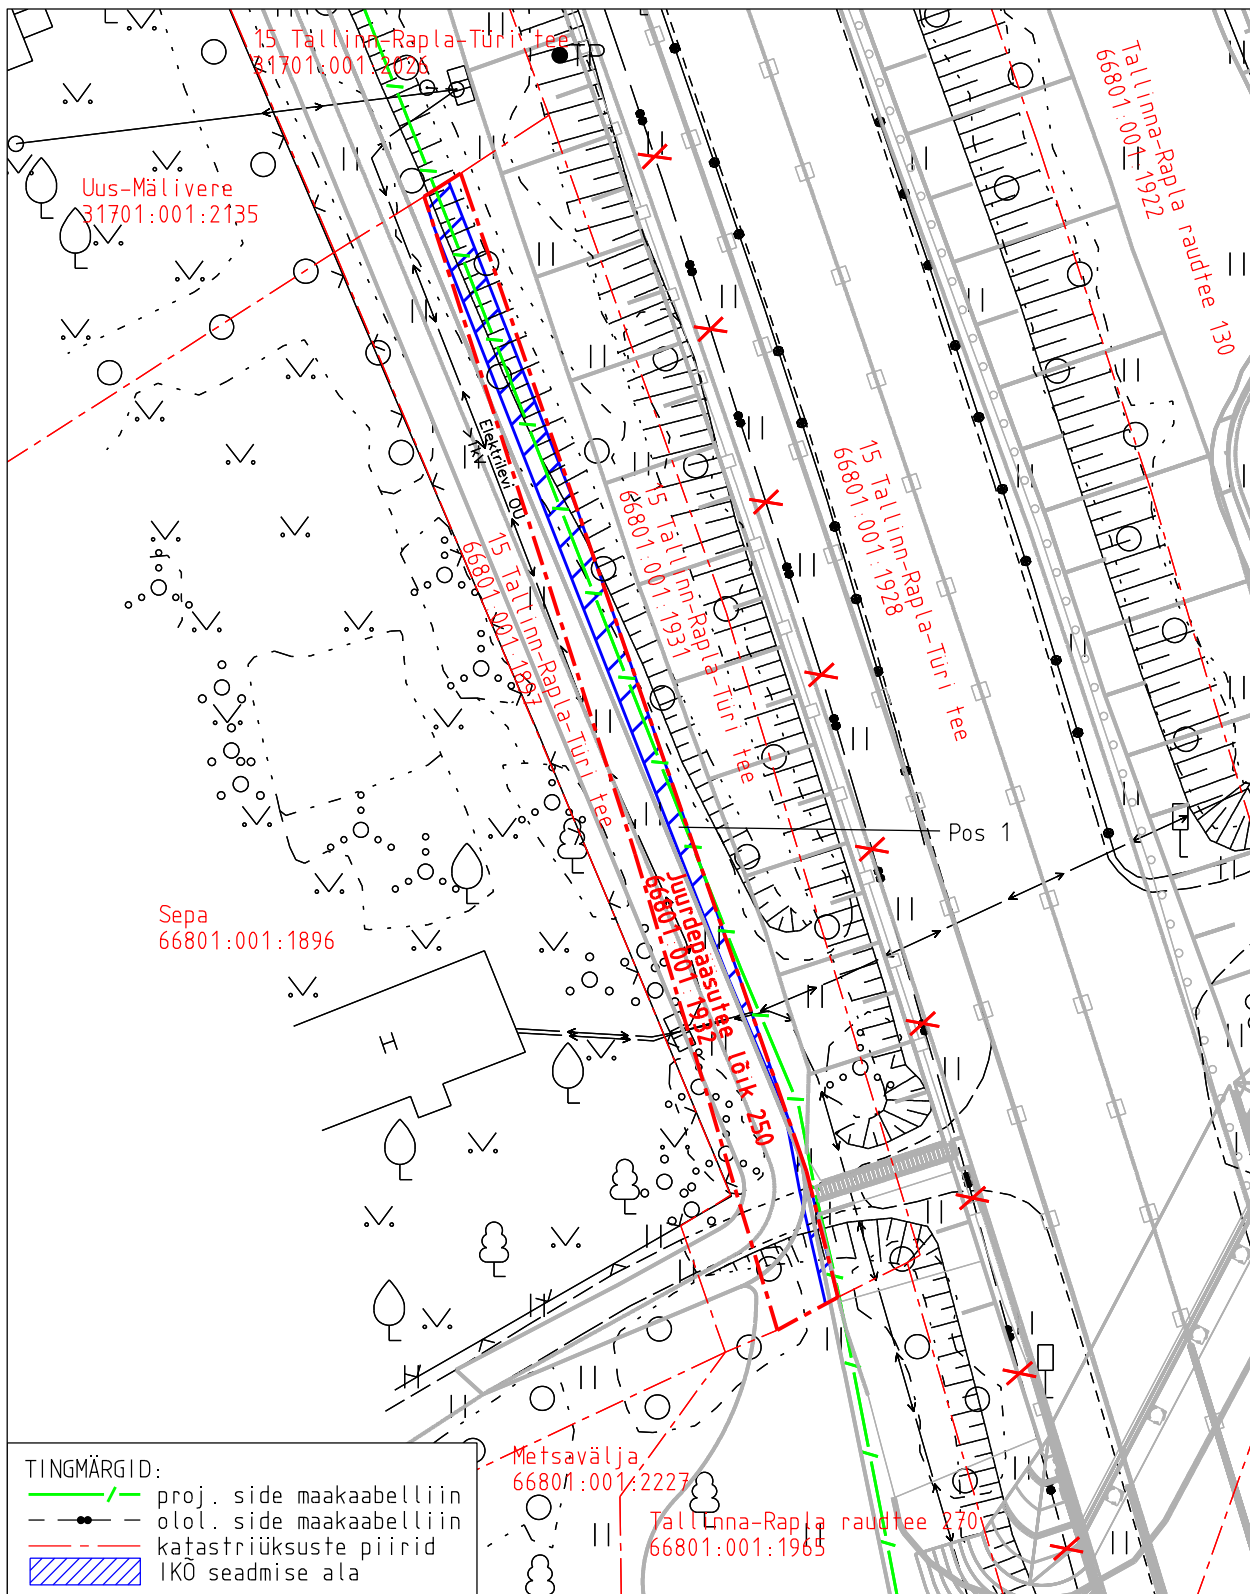 15 Tallinn-Rapla-Türi tee
31701:001:2026
TP
Tallinna-Rapla raudtee 130
66801:001:1922
Uus-Mälivere
31701:001:2135
Elektrilevi OÜ
15 Tallinn-Rapla-Türi tee
66801:001:1928
15 Tallinn-Rapla-Türi tee
66801:001:1931
15 Tallinn-Rapla-Türi tee
66801:001:1897
Pos 1
Juurdepääsutee lõik 250
66801:001:1932
Sepa
66801:001:1896
H
Metsavälja
66801:001:2227
Tallinna-Rapla raudtee 270
66801:001:1965
TINGMÄRGID:
proj. side maakaabelliin
olol. side maakaabelliin
katastriüksuste piirid
IKÕ seadmise ala